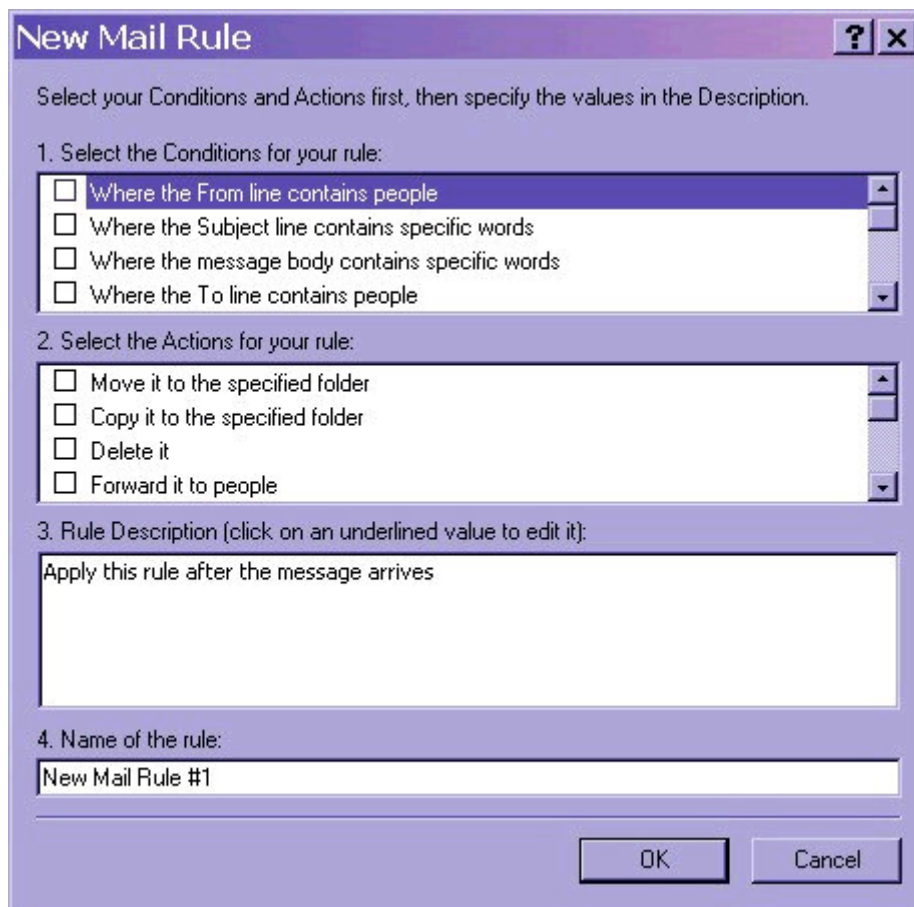 New Mail Rule
Select your Conditions and Actions first, then specify the values in the Description.
1. Select the Conditions for your rule:
Where the From line contains people
Where the Subject line contains specific words
Where the message body contains specific words
Where the To line contains people
2. Select the Actions for your rule:
Move it to the specified folder
Copy it to the specified folder
Delete it
Forward it to people
3. Rule Description (click on an underlined value to edit it):
Apply this rule after the message arrives
4. Name of the rule:
New Mail Rule #1
OK Cancel